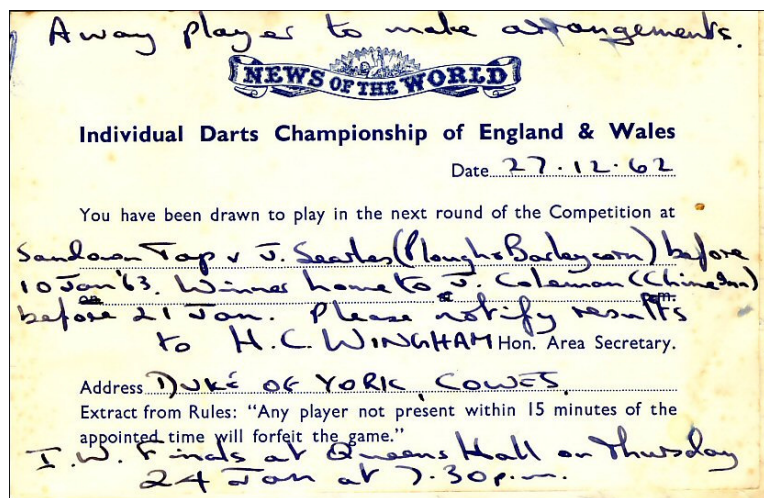 Away player to make arrangements.
NEWS OF THE WORLD
Individual Darts Championship of England & Wales
Date 27.12.62
You have been drawn to play in the next round of the Competition at
Sandown Tap v J. Searles (Plough & Barleycorn) before
10 Jan '63. Winner home to J. Coleman (Chine Inn)
on at p.m.
before 21 Jan. Please notify results
to H.C. WINGHAM Hon. Area Secretary.
Address DUKE OF YORK, COWES,
Extract from Rules: "Any player not present within 15 minutes of the
appointed time will forfeit the game."
I.W. Finals at Queens Hall on Thursday
24 Jan at 7.30 p.m.